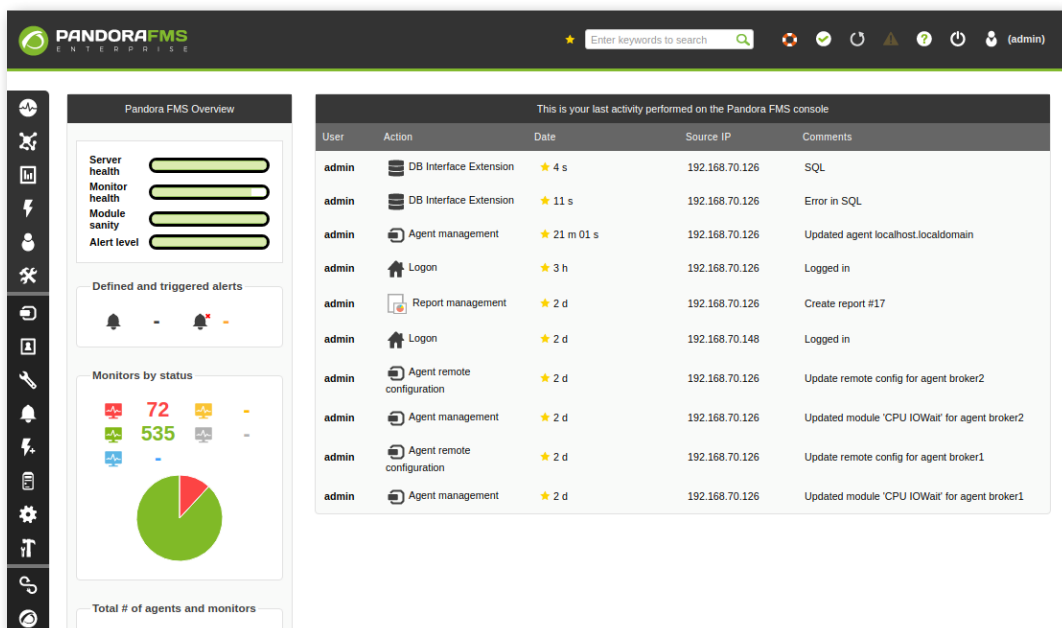 PANDORAFMS
ENTERPRISE
Enter keywords to search
(admin)
Pandora FMS Overview
Server health
Monitor health
Module sanity
Alert level
Defined and triggered alerts
- -
Monitors by status
72 -
535 -
-
Total # of agents and monitors
This is your last activity performed on the Pandora FMS console
User Action Date Source IP Comments
admin DB Interface Extension 4 s 192.168.70.126 SQL
admin DB Interface Extension 11 s 192.168.70.126 Error in SQL
admin Agent management 21 m 01 s 192.168.70.126 Updated agent localhost.localdomain
admin Logon 3 h 192.168.70.126 Logged in
admin Report management 2 d 192.168.70.126 Create report #17
admin Logon 2 d 192.168.70.148 Logged in
admin Agent remote configuration 2 d 192.168.70.126 Update remote config for agent broker2
admin Agent management 2 d 192.168.70.126 Updated module 'CPU IOWait' for agent broker2
admin Agent remote configuration 2 d 192.168.70.126 Update remote config for agent broker1
admin Agent management 2 d 192.168.70.126 Updated module 'CPU IOWait' for agent broker1